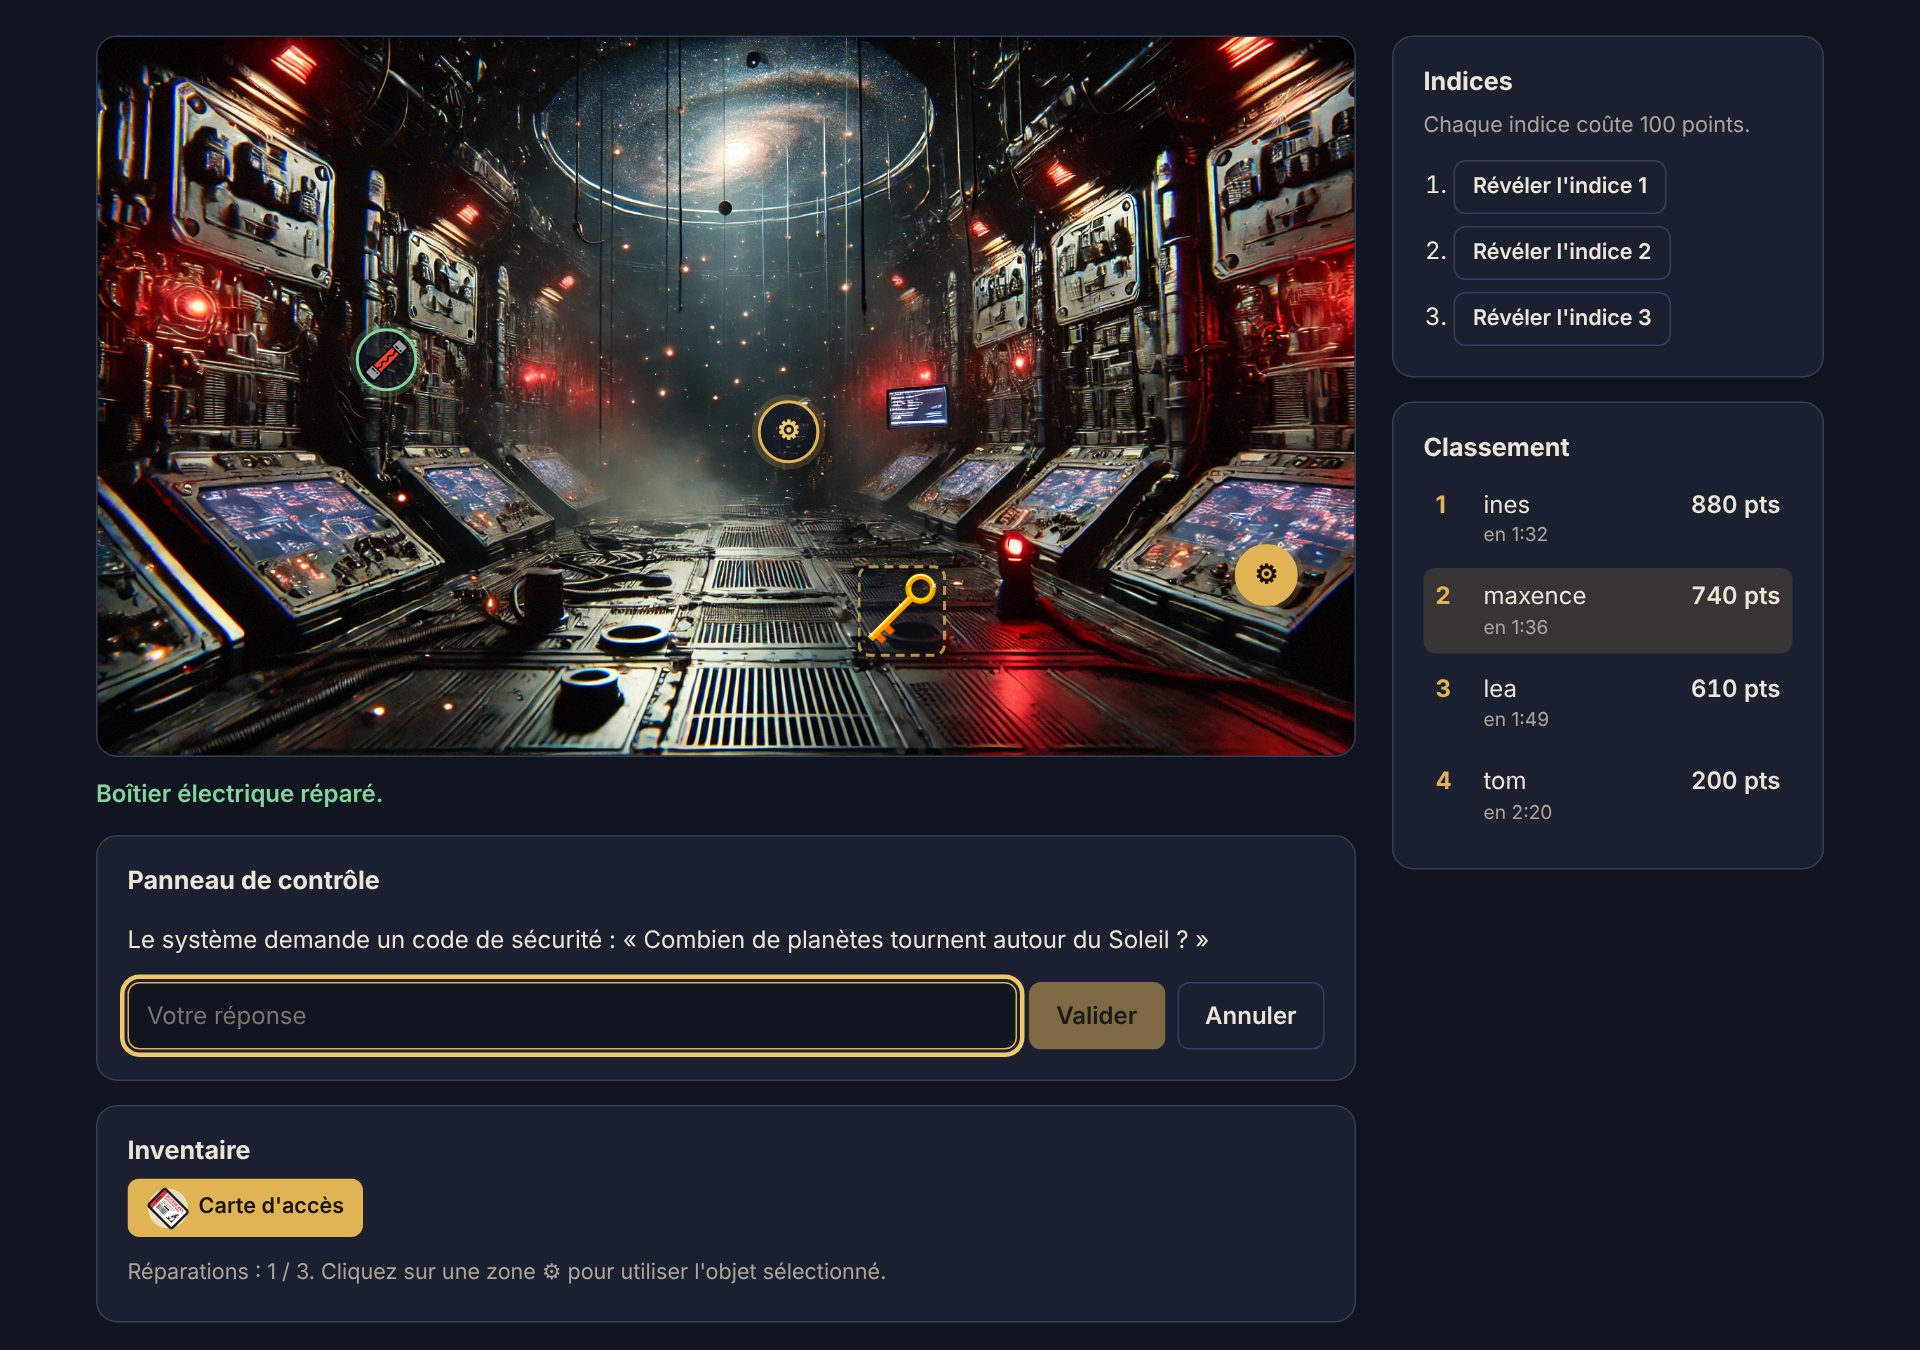 Indices
Chaque indice coûte 100 points.
1. Révéler l'indice 1
2. Révéler l'indice 2
3. Révéler l'indice 3
Classement
1 ines 880 pts
en 1:32
2 maxence 740 pts
en 1:36
3 lea 610 pts
en 1:49
4 tom 200 pts
en 2:20
Boîtier électrique réparé.
Panneau de contrôle
Le système demande un code de sécurité : « Combien de planètes tournent autour du Soleil ? »
Votre réponse
Valider Annuler
Inventaire
Carte d'accès
Réparations : 1 / 3. Cliquez sur une zone ⚙ pour utiliser l'objet sélectionné.